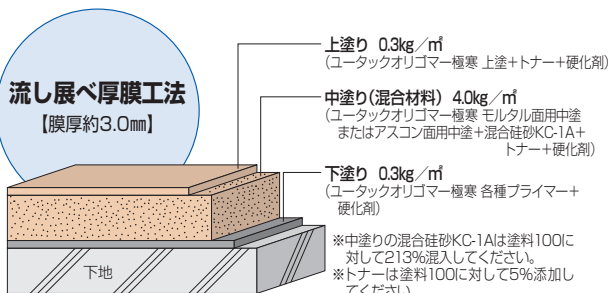 流し展べ厚膜工法
【膜厚約3.0㎜】
上塗り 0.3kg／㎡
（ユータックオリゴマー極寒 上塗＋トナー＋硬化剤）
中塗り（混合材料） 4.0kg／㎡
（ユータックオリゴマー極寒 モルタル面用中塗
またはアスコン面用中塗＋混合硅砂KC-1A＋
トナー＋硬化剤）
下塗り 0.3kg／㎡
（ユータックオリゴマー極寒 各種プライマー＋
硬化剤）
下地
※中塗りの混合硅砂KC-1Aは塗料100に
対して213%混入してください。
※トナーは塗料100に対して5%添加し
てください。